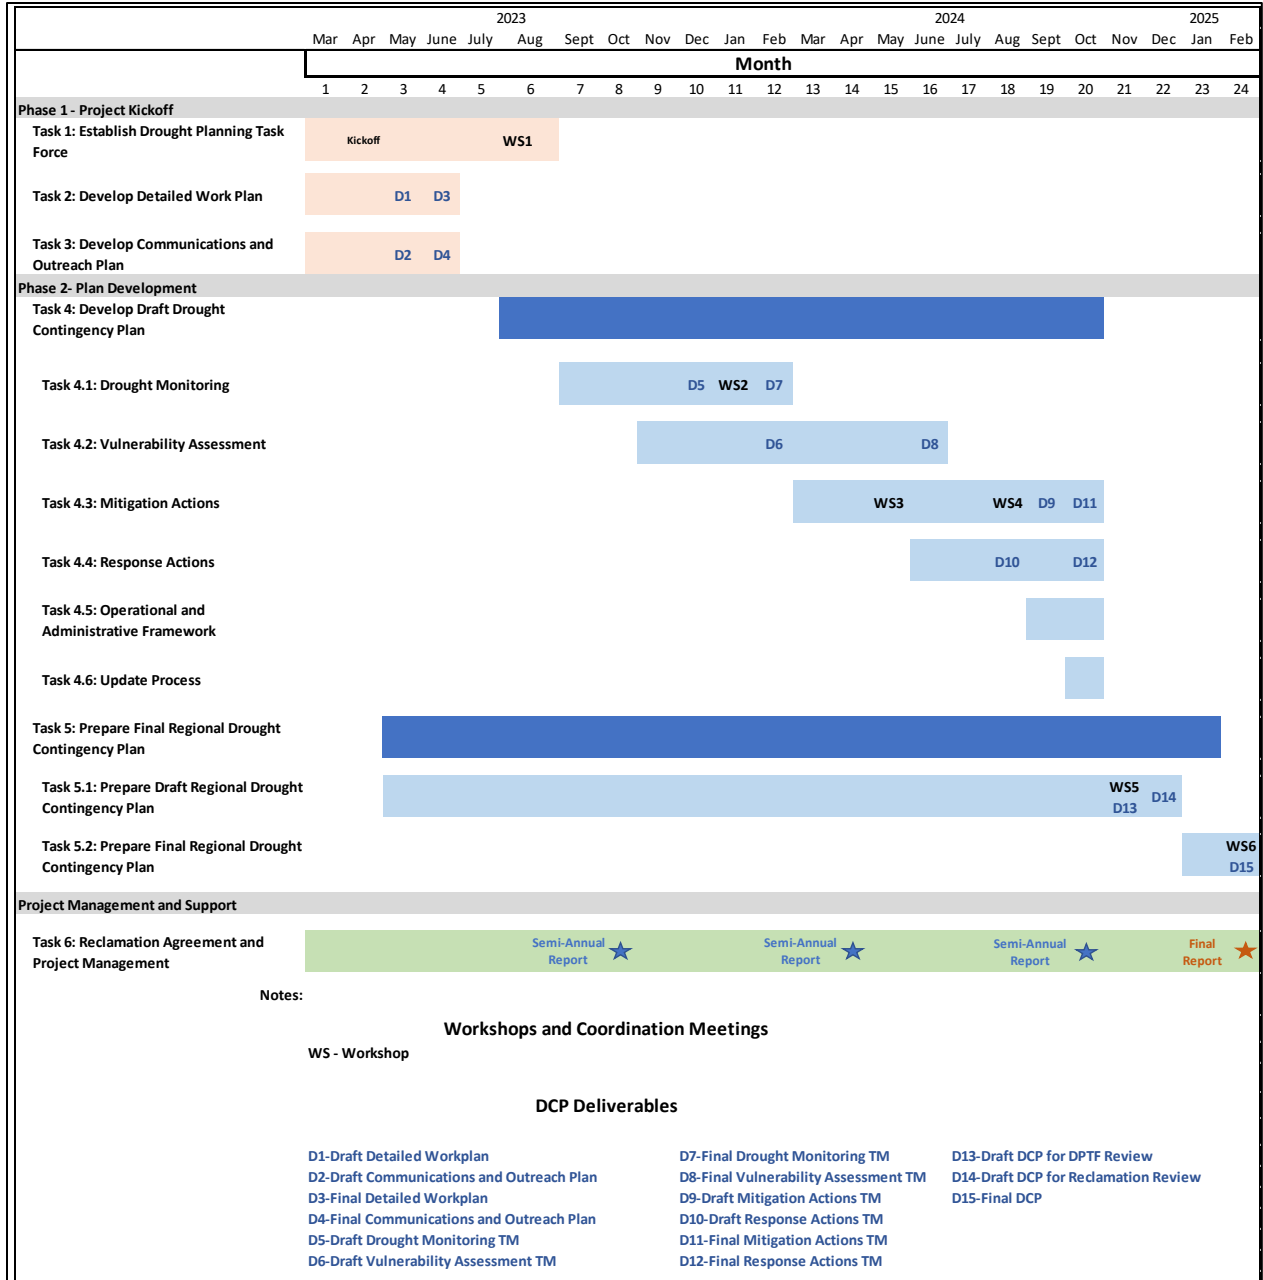 2023 2024 2025
Mar Apr May June July Aug Sept Oct Nov Dec Jan Feb Mar Apr May June July Aug Sept Oct Nov Dec Jan Feb
Month
1 2 3 4 5 6 7 8 9 10 11 12 13 14 15 16 17 18 19 20 21 22 23 24
Phase 1 - Project Kickoff
Task 1: Establish Drought Planning Task
Force
Kickoff WS1
Task 2: Develop Detailed Work Plan
D1 D3
Task 3: Develop Communications and
Outreach Plan
D2 D4
Phase 2- Plan Development
Task 4: Develop Draft Drought
Contingency Plan
Task 4.1: Drought Monitoring
D5 WS2 D7
Task 4.2: Vulnerability Assessment
D6 D8
Task 4.3: Mitigation Actions
WS3 WS4 D9 D11
Task 4.4: Response Actions
D10 D12
Task 4.5: Operational and
Administrative Framework
Task 4.6: Update Process
Task 5: Prepare Final Regional Drought
Contingency Plan
Task 5.1: Prepare Draft Regional Drought
Contingency Plan
WS5
D13
D14
Task 5.2: Prepare Final Regional Drought
Contingency Plan
WS6
D15
Project Management and Support
Task 6: Reclamation Agreement and
Project Management
Semi-Annual
Report
Semi-Annual
Report
Semi-Annual
Report
Final
Report
Notes:
Workshops and Coordination Meetings
WS - Workshop
DCP Deliverables
D1-Draft Detailed Workplan
D2-Draft Communications and Outreach Plan
D3-Final Detailed Workplan
D4-Final Communications and Outreach Plan
D5-Draft Drought Monitoring TM
D6-Draft Vulnerability Assessment TM
D7-Final Drought Monitoring TM
D8-Final Vulnerability Assessment TM
D9-Draft Mitigation Actions TM
D10-Draft Response Actions TM
D11-Final Mitigation Actions TM
D12-Final Response Actions TM
D13-Draft DCP for DPTF Review
D14-Draft DCP for Reclamation Review
D15-Final DCP